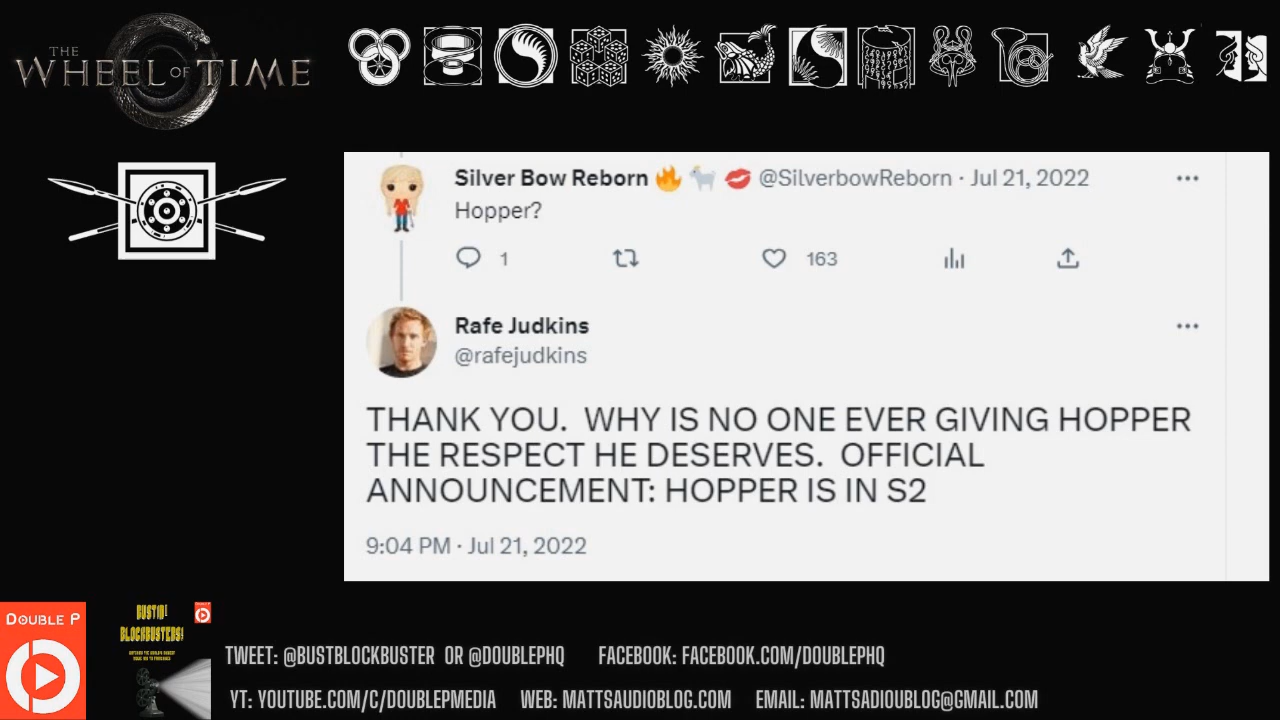 THE
WHEEL OF TIME
Silver Bow Reborn 🔥 🐐 💋 @SilverbowReborn · Jul 21, 2022
Hopper?
1
163
Rafe Judkins
@rafejudkins
THANK YOU. WHY IS NO ONE EVER GIVING HOPPER
THE RESPECT HE DESERVES. OFFICIAL
ANNOUNCEMENT: HOPPER IS IN S2
9:04 PM · Jul 21, 2022
DOUBLE P
BUSTIN!
BLOCKBUSTERS!
TWEET: @BUSTBLOCKBUSTER OR @DOUBLEPHQ FACEBOOK: FACEBOOK.COM/DOUBLEPHQ
YT: YOUTUBE.COM/C/DOUBLEPMEDIA WEB: MATTSAUDIOBLOG.COM EMAIL: MATTSADIOUBLOG@GMAIL.COM